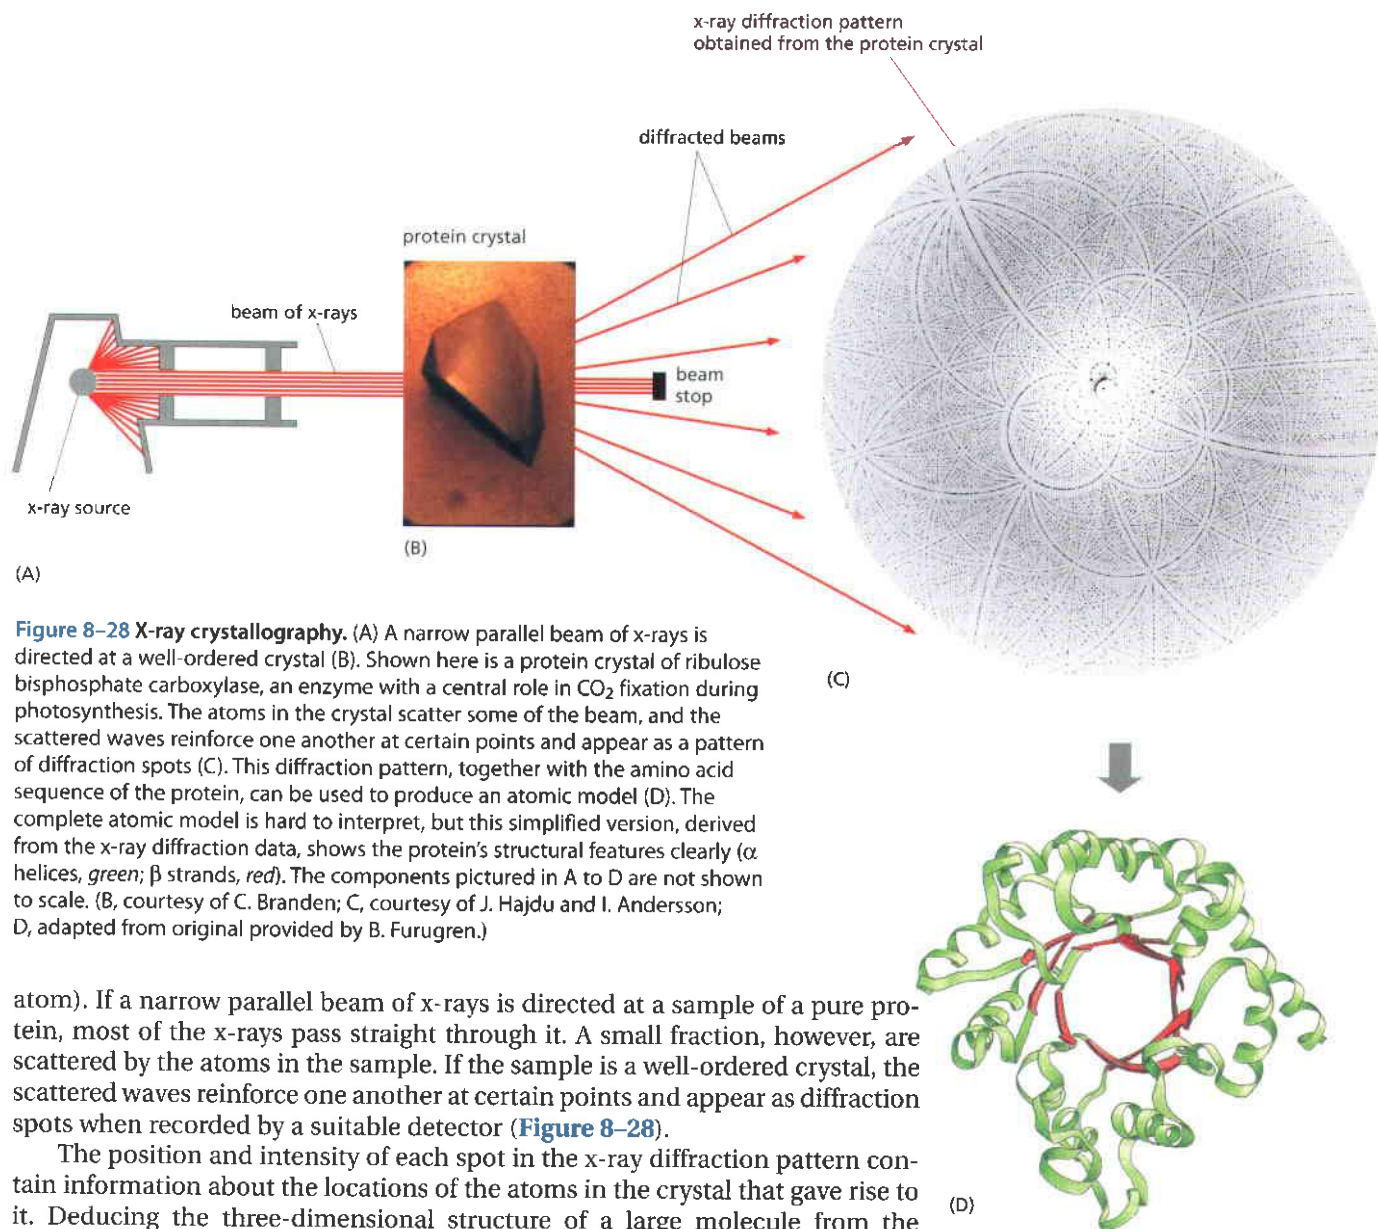 x-ray diffraction pattern
obtained from the protein crystal
diffracted beams
protein crystal
beam of x-rays
beam
stop
x-ray source
(B)
(A)
(C)
Figure 8–28 X-ray crystallography. (A) A narrow parallel beam of x-rays is
directed at a well-ordered crystal (B). Shown here is a protein crystal of ribulose
bisphosphate carboxylase, an enzyme with a central role in CO₂ fixation during
photosynthesis. The atoms in the crystal scatter some of the beam, and the
scattered waves reinforce one another at certain points and appear as a pattern
of diffraction spots (C). This diffraction pattern, together with the amino acid
sequence of the protein, can be used to produce an atomic model (D). The
complete atomic model is hard to interpret, but this simplified version, derived
from the x-ray diffraction data, shows the protein's structural features clearly (α
helices, green; β strands, red). The components pictured in A to D are not shown
to scale. (B, courtesy of C. Branden; C, courtesy of J. Hajdu and I. Andersson;
D, adapted from original provided by B. Furugren.)
atom). If a narrow parallel beam of x-rays is directed at a sample of a pure pro-
tein, most of the x-rays pass straight through it. A small fraction, however, are
scattered by the atoms in the sample. If the sample is a well-ordered crystal, the
scattered waves reinforce one another at certain points and appear as diffraction
spots when recorded by a suitable detector (Figure 8–28).
The position and intensity of each spot in the x-ray diffraction pattern con-
tain information about the locations of the atoms in the crystal that gave rise to
it. Deducing the three-dimensional structure of a large molecule from the
(D)